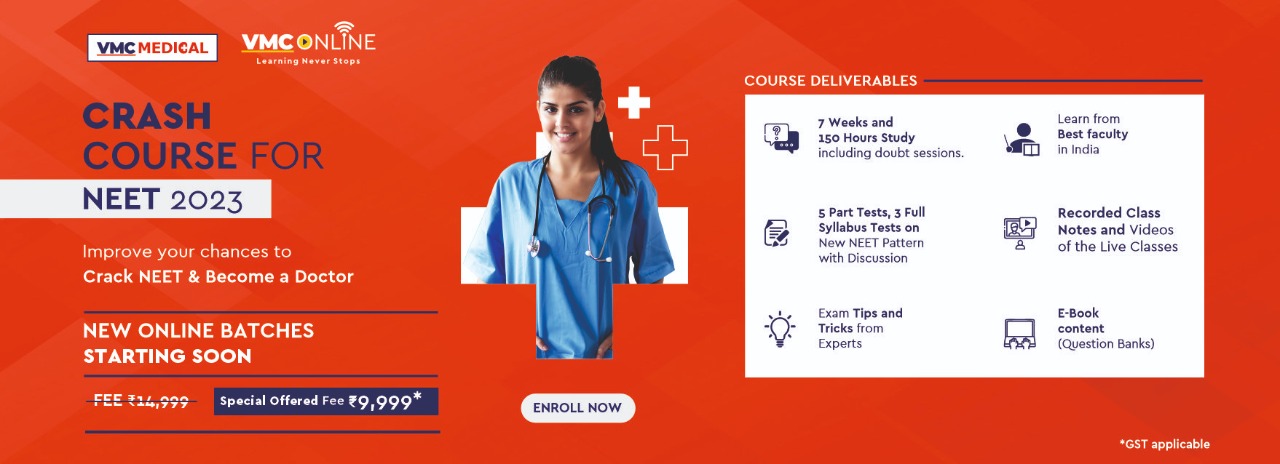 VMC MEDICAL
VMC ONLINE
Learning Never Stops
CRASH
COURSE FOR
NEET 2023
Improve your chances to
Crack NEET & Become a Doctor
NEW ONLINE BATCHES
STARTING SOON
FEE ₹14,999
Special Offered Fee ₹9,999*
ENROLL NOW
COURSE DELIVERABLES
7 Weeks and
150 Hours Study
including doubt sessions.
Learn from
Best faculty
in India
5 Part Tests, 3 Full
Syllabus Tests on
New NEET Pattern
with Discussion
Recorded Class
Notes and Videos
of the Live Classes
Exam Tips and
Tricks from
Experts
E-Book
content
(Question Banks)
*GST applicable